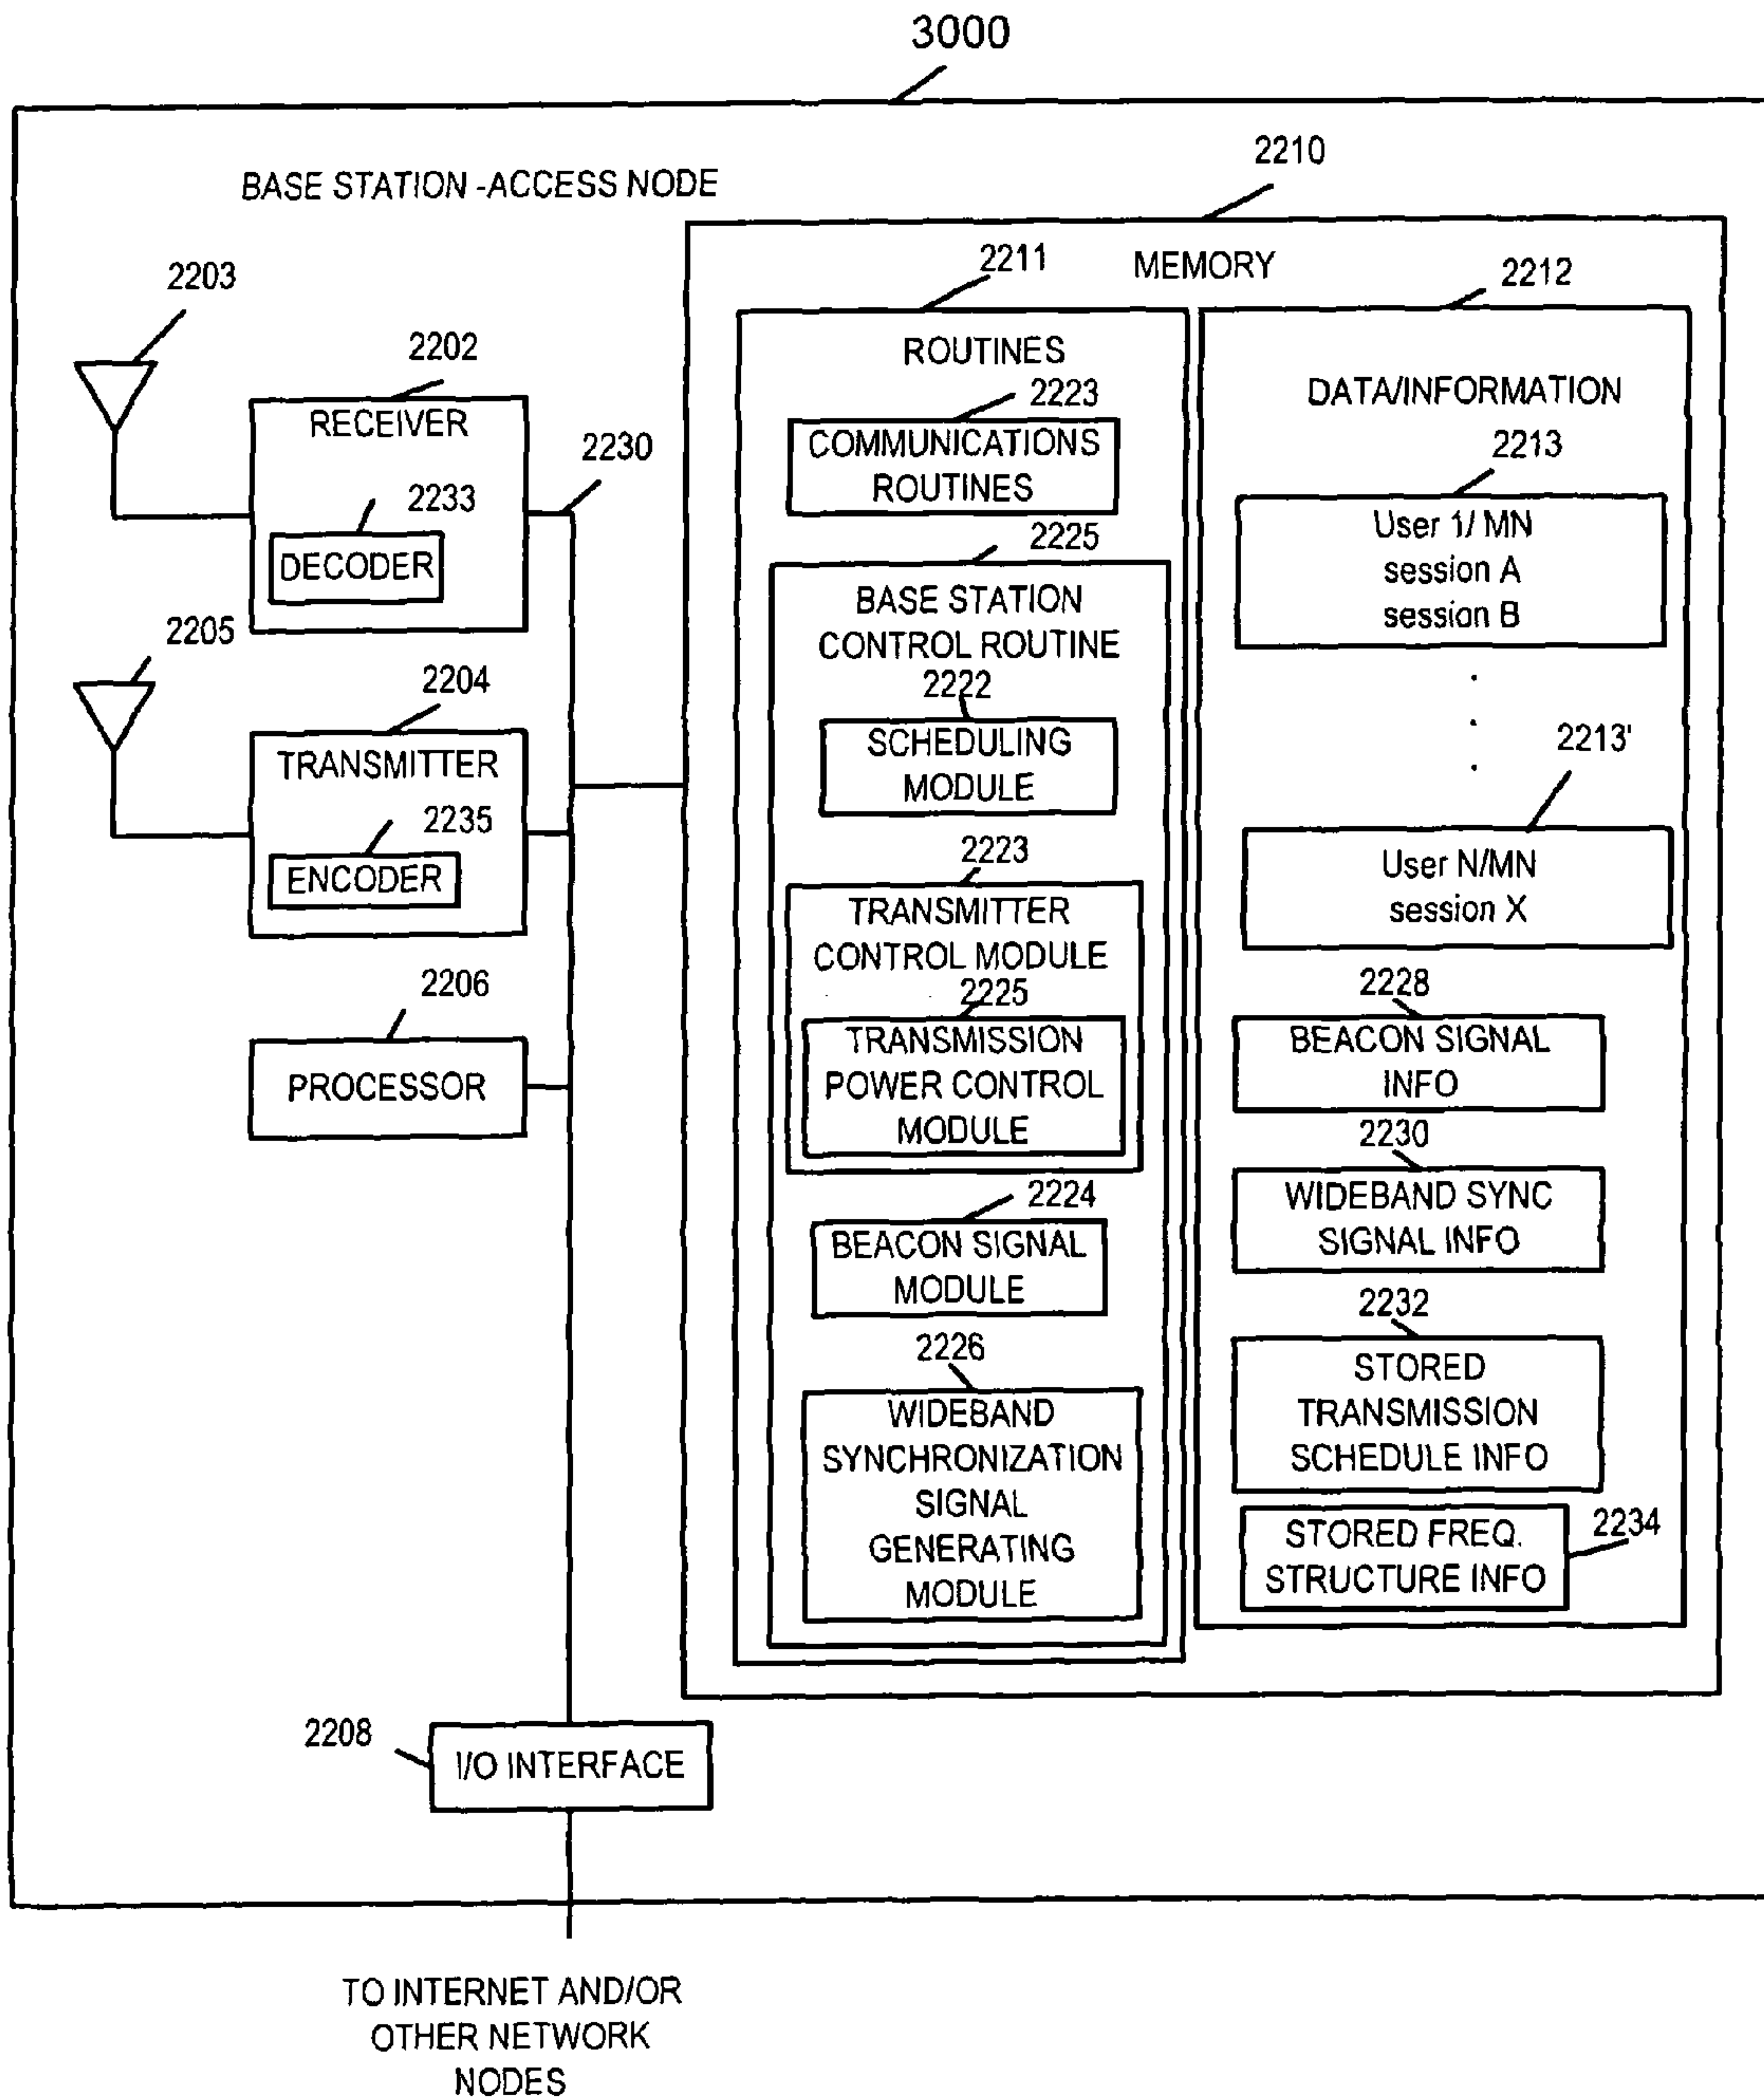 3000
BASE STATION -ACCESS NODE
2210
MEMORY
2203
2202
RECEIVER
2233
DECODER
2230
2205
2204
TRANSMITTER
2235
ENCODER
2206
PROCESSOR
2211
ROUTINES
2223
COMMUNICATIONS
ROUTINES
2225
BASE STATION
CONTROL ROUTINE
2222
SCHEDULING
MODULE
2223
TRANSMITTER
CONTROL MODULE
2225
TRANSMISSION
POWER CONTROL
MODULE
2224
BEACON SIGNAL
MODULE
2226
WIDEBAND
SYNCHRONIZATION
SIGNAL
GENERATING
MODULE
2212
DATA/INFORMATION
2213
User 1/ MN
session A
session B
.
.
.
2213'
User N/MN
session X
2228
BEACON SIGNAL
INFO
2230
WIDEBAND SYNC
SIGNAL INFO
2232
STORED
TRANSMISSION
SCHEDULE INFO
2234
STORED FREQ.
STRUCTURE INFO
2208
I/O INTERFACE
TO INTERNET AND/OR
OTHER NETWORK
NODES